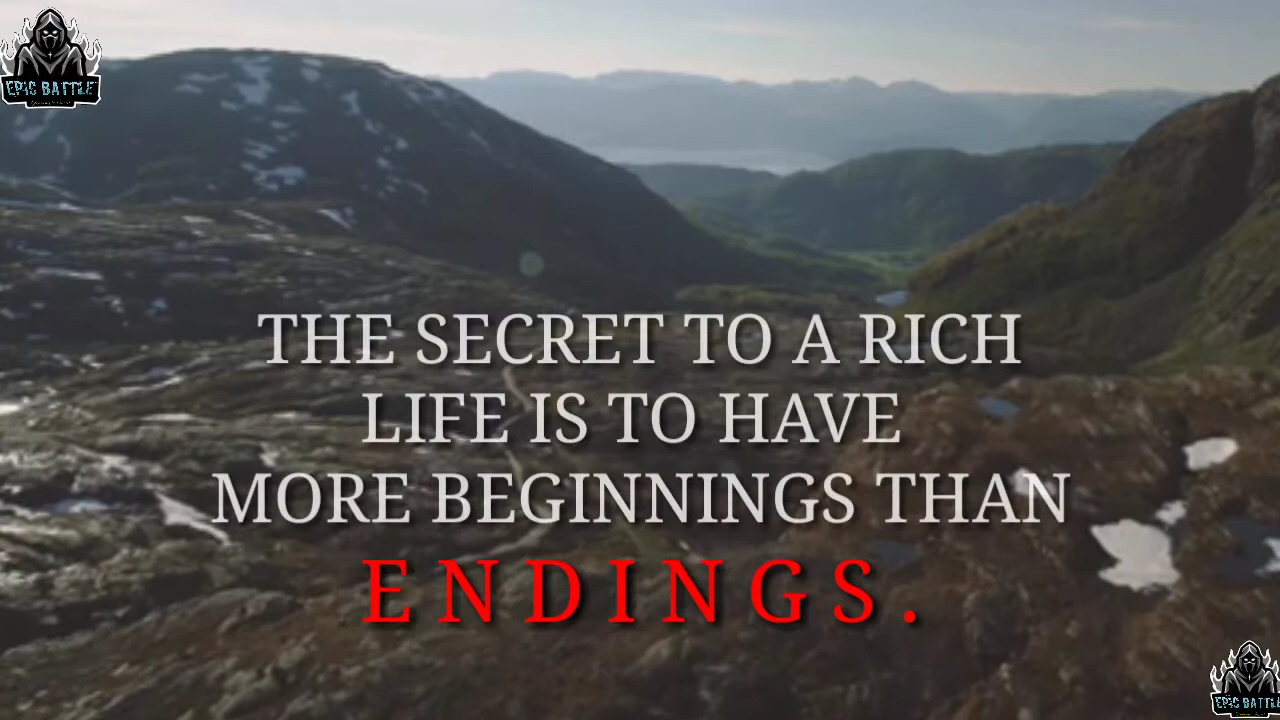 EPIC BATTLE
THE SECRET TO A RICH
LIFE IS TO HAVE
MORE BEGINNINGS THAN
ENDINGS.
EPIC BATTLE